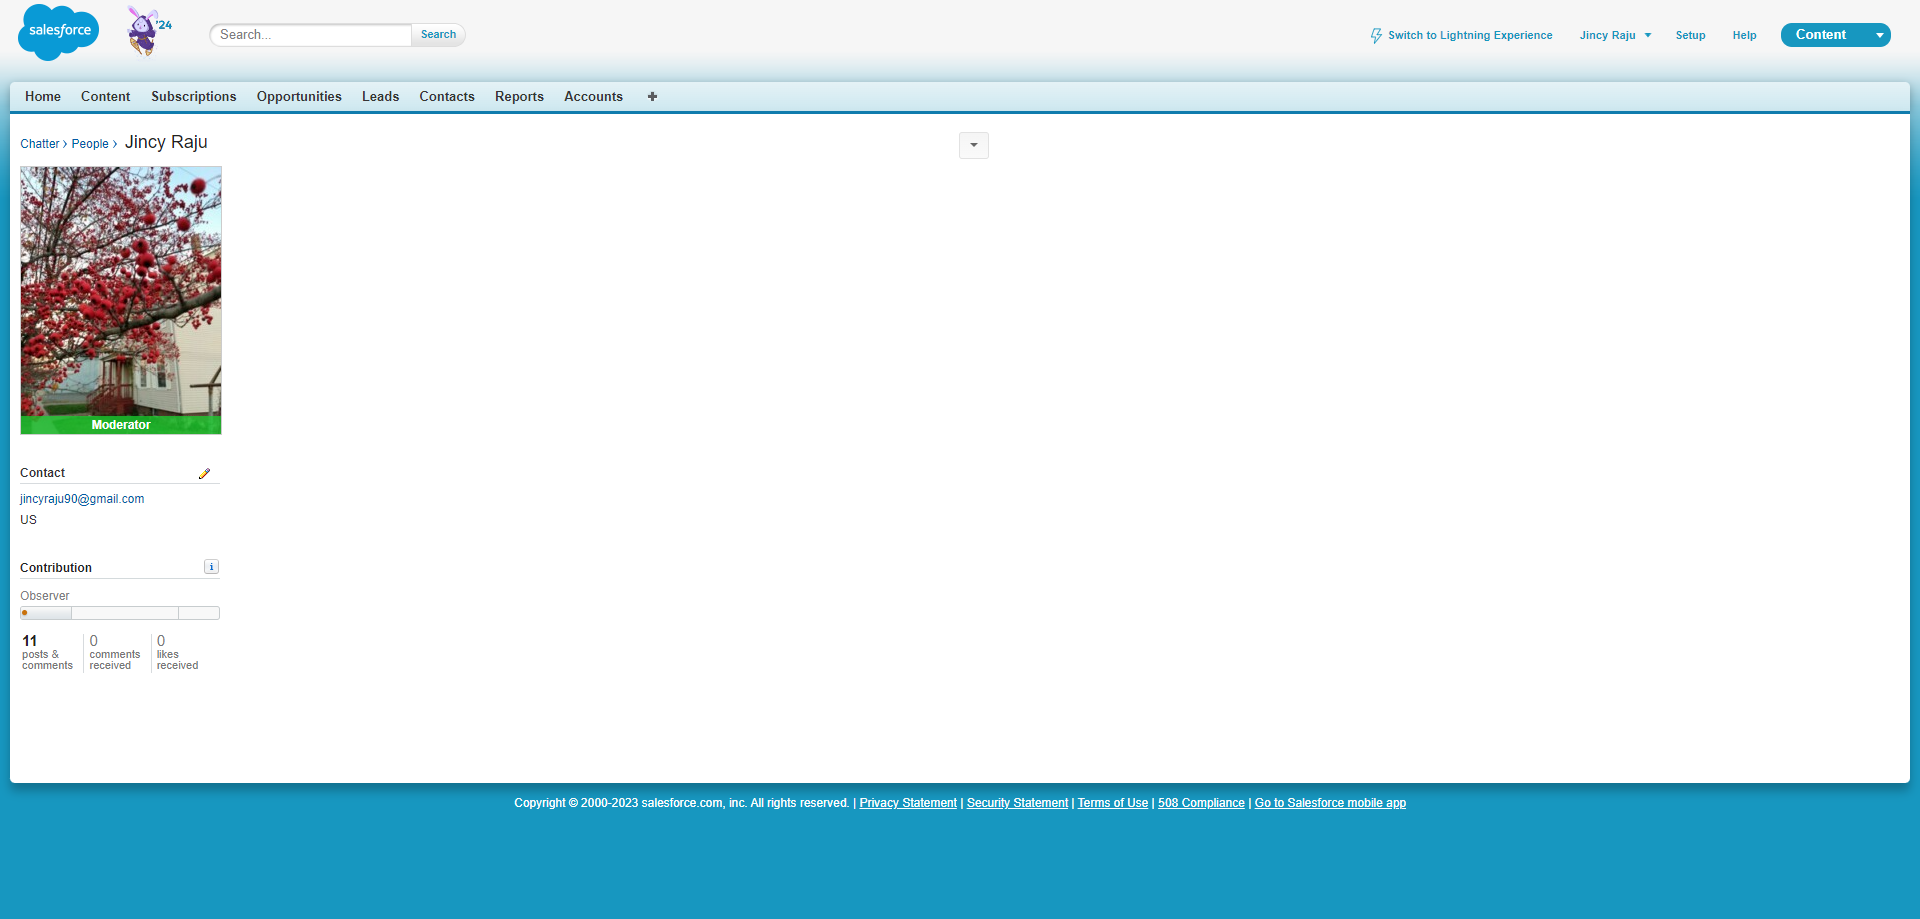 salesforce
'24
Search...
Search
Switch to Lightning Experience
Jincy Raju
Setup
Help
Content
Home
Content
Subscriptions
Opportunities
Leads
Contacts
Reports
Accounts
Chatter › People › Jincy Raju
Moderator
Contact
jincyraju90@gmail.com
US
Contribution
i
Observer
11
posts &
comments
0
comments
received
0
likes
received
Copyright © 2000-2023 salesforce.com, inc. All rights reserved. | Privacy Statement | Security Statement | Terms of Use | 508 Compliance | Go to Salesforce mobile app